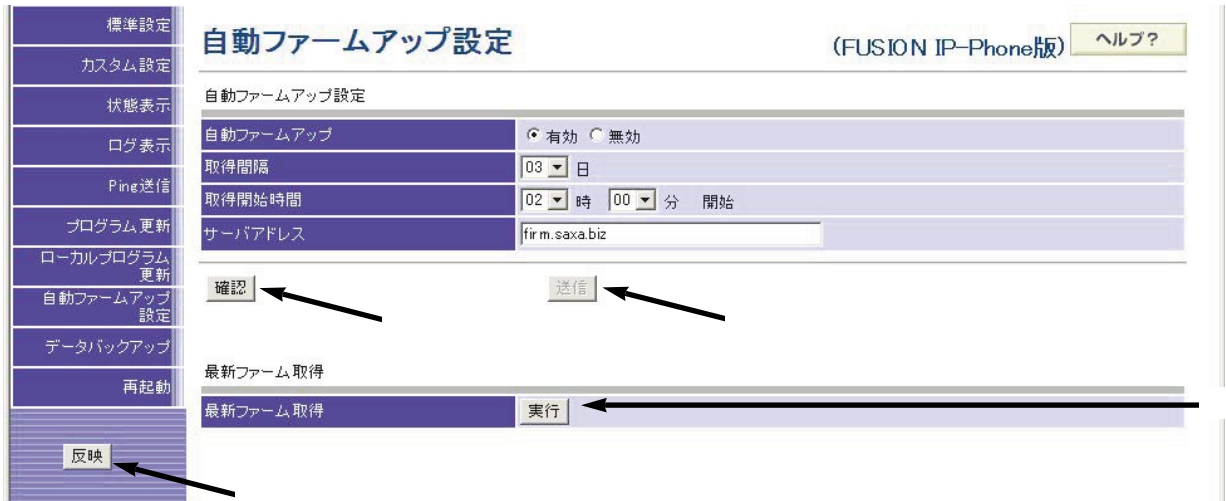 標準設定
カスタム設定
状態表示
ログ表示
Ping送信
プログラム更新
ローカルプログラム
更新
自動ファームアップ
設定
データバックアップ
再起動
反映
自動ファームアップ設定
(FUSION IP-Phone版)
ヘルプ?
自動ファームアップ設定
自動ファームアップ 有効 無効
取得間隔 03 日
取得開始時間 02 時 00 分 開始
サーバアドレス firm.saxa.biz
確認 送信
最新ファーム取得
最新ファーム取得 実行